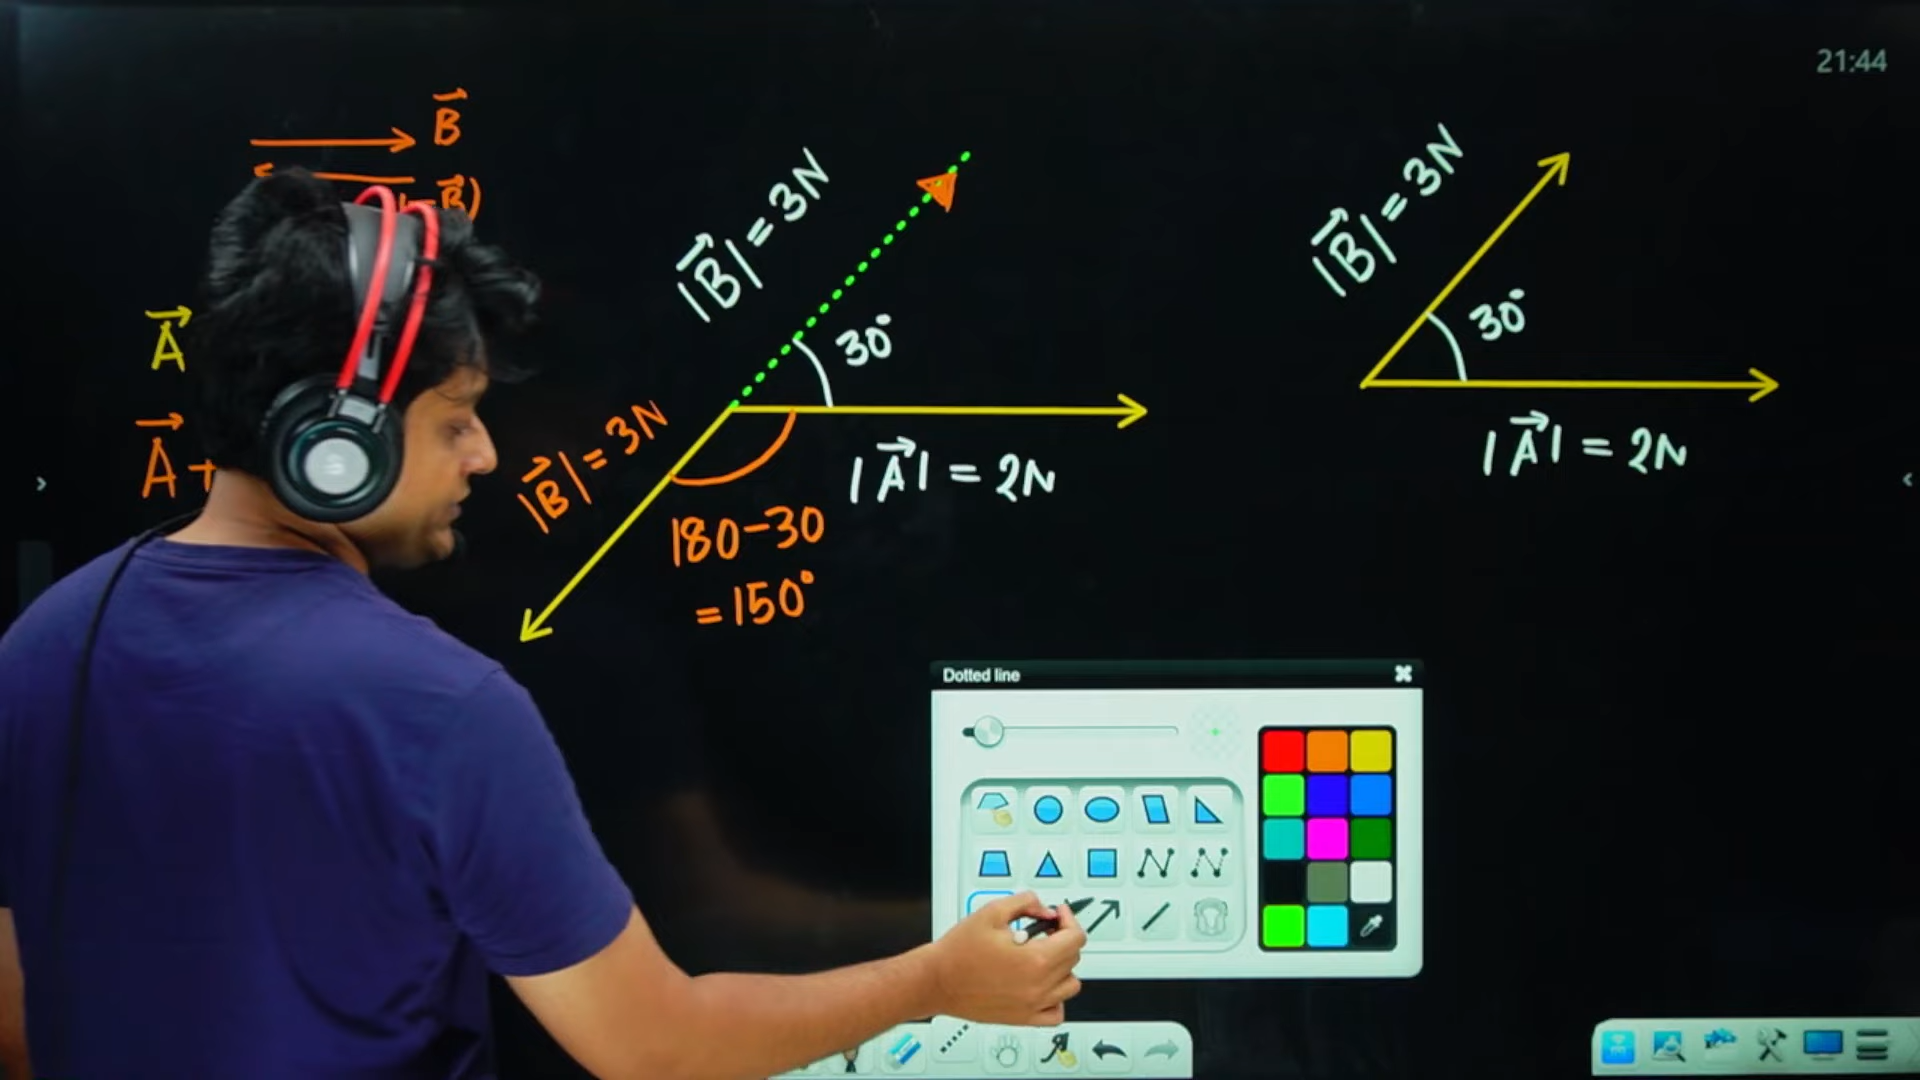 21:44
B⃗
-B⃗)
A⃗
A⃗ +
|B⃗| = 3N
30°
|A⃗| = 2N
|B⃗| = 3N
180-30
= 150°
|B⃗| = 3N
30°
|A⃗| = 2N
Dotted line